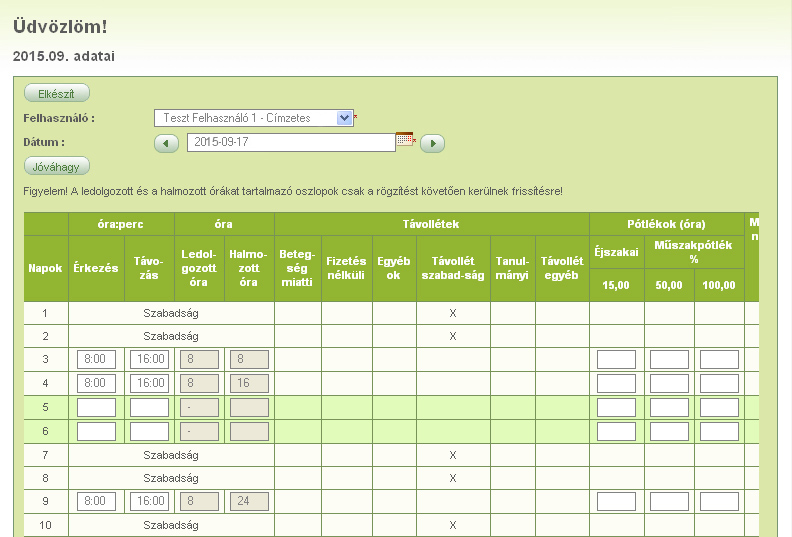 Üdvözlöm!
2015.09. adatai
Elkészít
Felhasználó :
Teszt Felhasználó 1 - Címzetes
*
Dátum :
2015-09-17
*
Jóváhagy
Figyelem! A ledolgozott és a halmozott órákat tartalmazó oszlopok csak a rögzítést követően kerülnek frissítésre!
óra:perc óra Távollétek Pótlékok (óra) M
n
Napok Érkezés Távo-
zás Ledol-
gozott
óra Halmo-
zott
óra Beteg-
ség
miatti Fizetés
nélküli Egyéb
ok Távollét
szabad-ság Tanul-
mányi Távollét
egyéb Éjszakai Műszakpótlék
%
15,00 50,00 100,00
1 Szabadság X
2 Szabadság X
3 8:00 16:00 8 8
4 8:00 16:00 8 16
5 -
6 -
7 Szabadság X
8 Szabadság X
9 8:00 16:00 8 24
10 Szabadság X